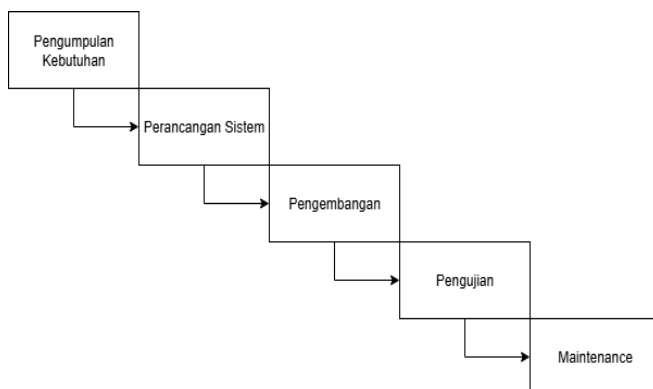 Pengumpulan
Kebutuhan
Perancangan Sistem
Pengembangan
Pengujian
Maintenance